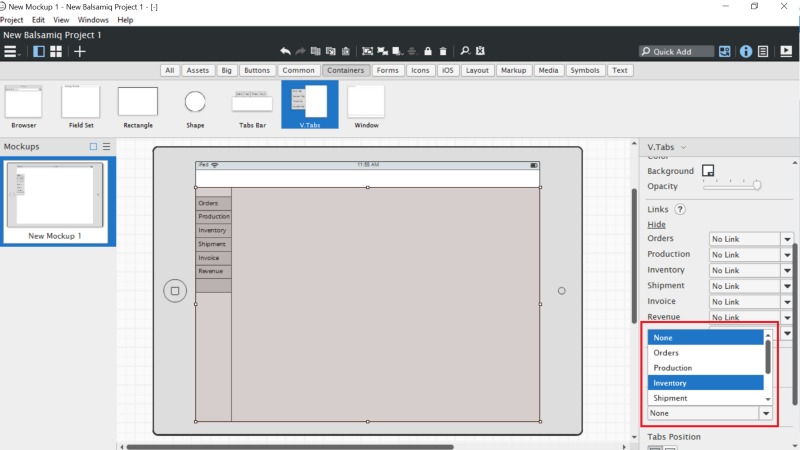 New Mockup 1 - New Balsamiq Project 1 - [-]
Project Edit View Windows BalsaHelp
New Balsamiq Project 1
Quick Add
All Assets Big Buttons Common Containers Forms Icons iOS Layout Markup Media Symbols Text
Browser Field Set Rectangle Shape Tabs Bar V.Tabs Window
Mockups
New Mockup 1
iPad
11:55 AM
Orders
Production
Inventory
Shipment
Invoice
Revenue
V.Tabs
Color
Background
Opacity
Links ?
Hide
Orders No Link
Production No Link
Inventory No Link
Shipment No Link
Invoice No Link
Revenue No Link
None
Orders
Production
Inventory
Shipment
None
Tabs Position